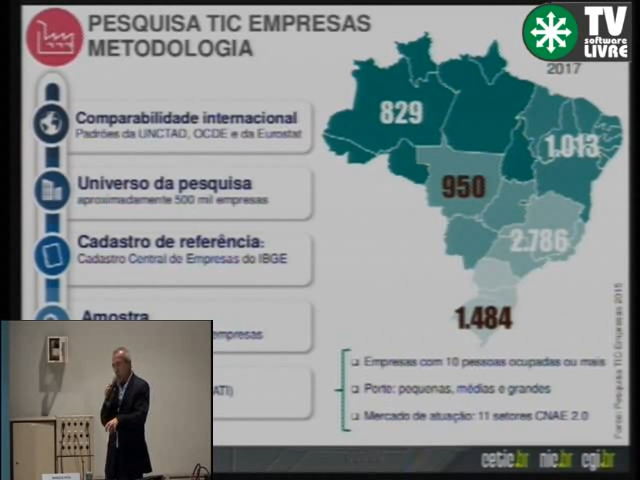 PESQUISA TIC EMPRESAS
METODOLOGIA
TV
software
LIVRE
2017
Comparabilidade internacional
Padrões da UNCTAD, OCDE e da Eurostat
Universo da pesquisa
aproximadamente 500 mil empresas
Cadastro de referência:
Cadastro Central de Empresas do IBGE
Amostra
empresas
ATI)
829
1.013
950
2.786
1.484
Empresas com 10 pessoas ocupadas ou mais
Porte: pequenas, médias e grandes
Mercado de atuação: 11 setores CNAE 2.0
Fonte: Pesquisa TIC Empresas 2015
cetic.br nic.br cgi.br